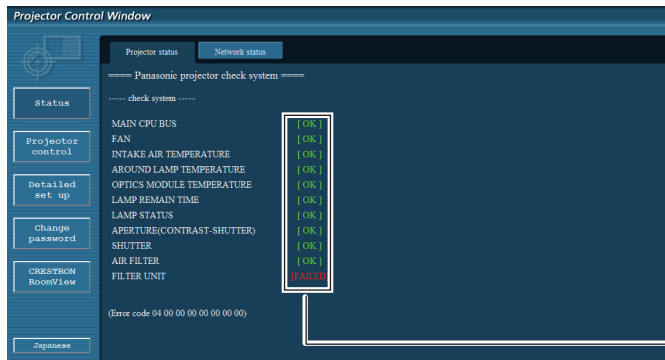 Projector Control Window
Projector status
Network status
==== Panasonic projector check system ====
----- check system -----
Status
Projector control
Detailed set up
Change password
CRESTRON RoomView
Japanese
MAIN CPU BUS [ OK ]
FAN [ OK ]
INTAKE AIR TEMPERATURE [ OK ]
AROUND LAMP TEMPERATURE [ OK ]
OPTICS MODULE TEMPERATURE [ OK ]
LAMP REMAIN TIME [ OK ]
LAMP STATUS [ OK ]
APERTURE(CONTRAST-SHUTTER) [ OK ]
SHUTTER [ OK ]
AIR FILTER [ OK ]
FILTER UNIT [FAILED]
(Error code 04 00 00 00 00 00 00 00)